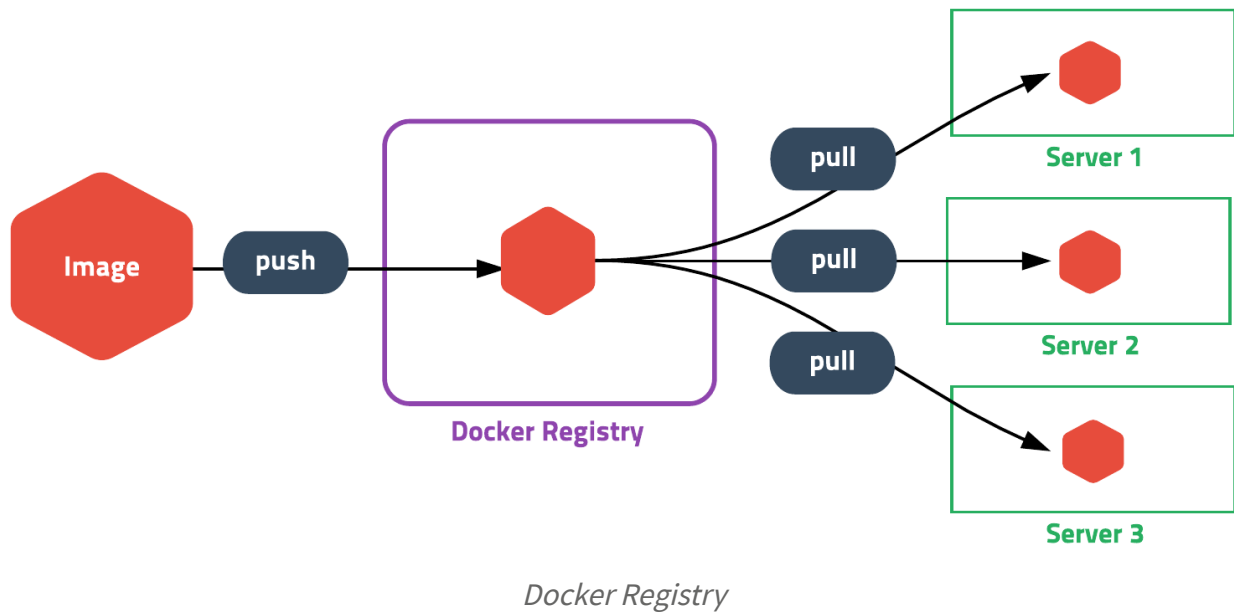 Image
push
Docker Registry
pull
pull
pull
Server 1
Server 2
Server 3
Docker Registry